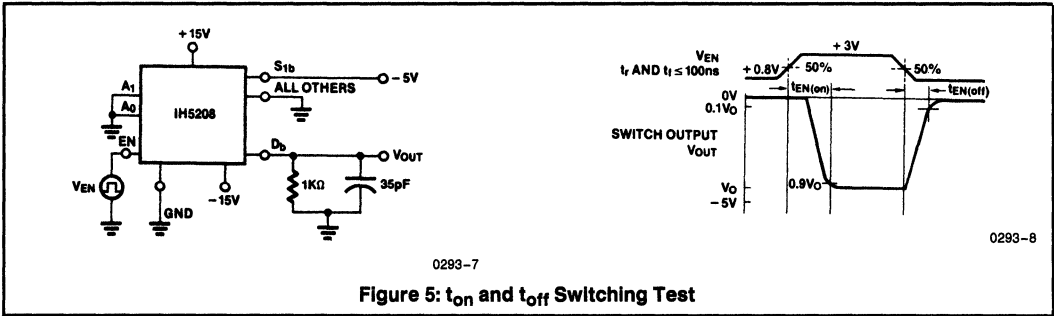 + 15V
S1b
- 5V
ALL OTHERS
A1
A0
IH5208
EN
Db
VOUT
VEN
1KΩ
35pF
GND
-15V
0293-7
VEN
tr AND tf ≤ 100ns
+ 3V
+ 0.8V
50%
50%
tEN(on)
tEN(off)
0V
0.1VO
SWITCH OUTPUT
VOUT
0.9VO
VO
- 5V
0293-8
Figure 5: ton and toff Switching Test